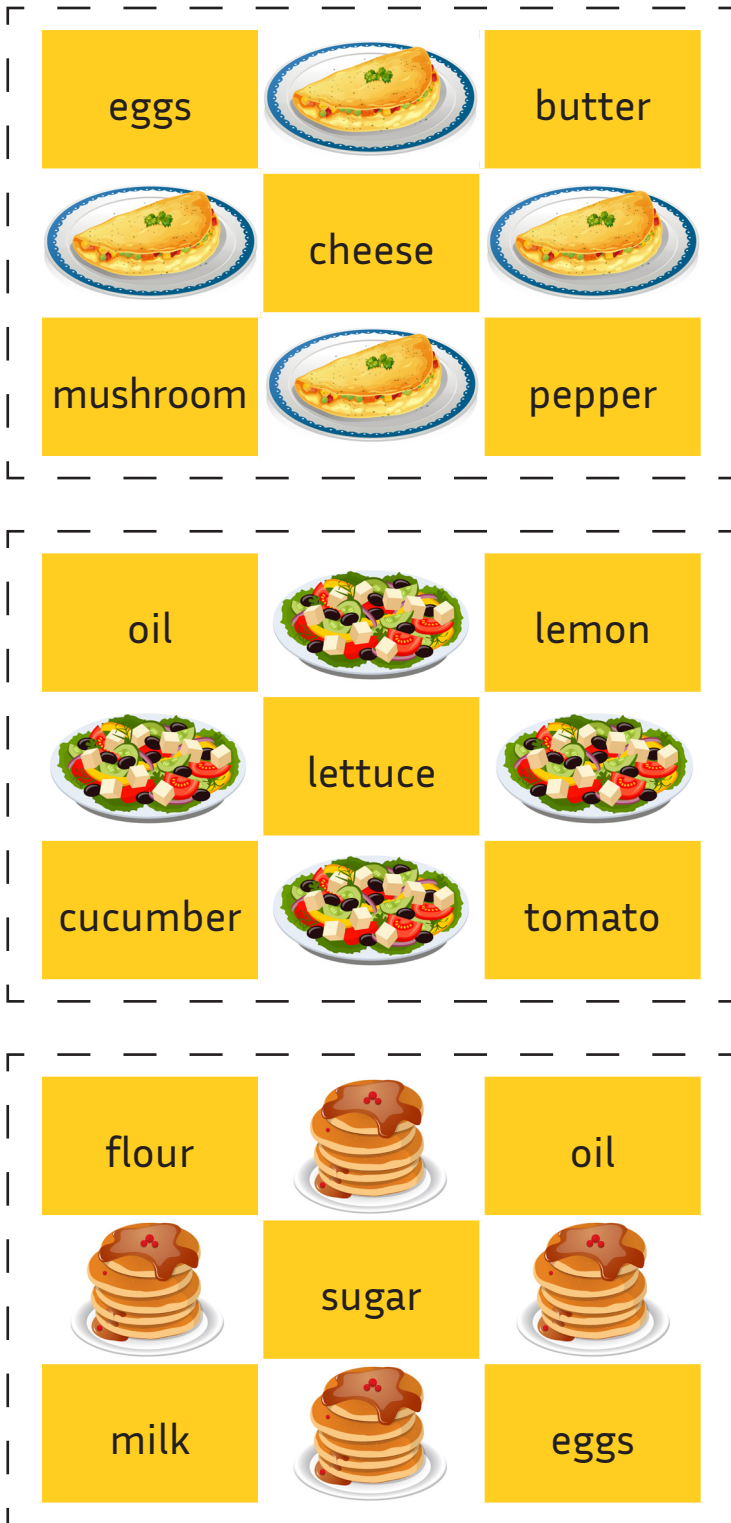 eggs butter
cheese
mushroom pepper
oil lemon
lettuce
cucumber tomato
flour oil
sugar
milk eggs